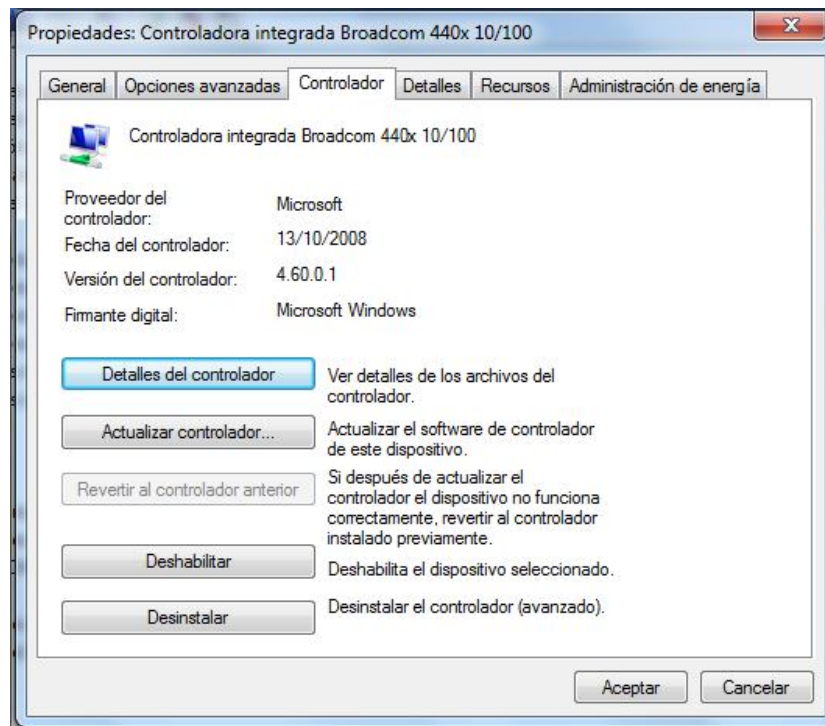 Propiedades: Controladora integrada Broadcom 440x 10/100
General Opciones avanzadas Controlador Detalles Recursos Administración de energía
Controladora integrada Broadcom 440x 10/100
Proveedor del
controlador:
Microsoft
Fecha del controlador: 13/10/2008
Versión del controlador: 4.60.0.1
Firmante digital: Microsoft Windows
Detalles del controlador
Ver detalles de los archivos del
controlador.
Actualizar controlador...
Actualizar el software de controlador
de este dispositivo.
Revertir al controlador anterior
Si después de actualizar el
controlador el dispositivo no funciona
correctamente, revertir al controlador
instalado previamente.
Deshabilitar
Deshabilita el dispositivo seleccionado.
Desinstalar
Desinstalar el controlador (avanzado).
Aceptar Cancelar